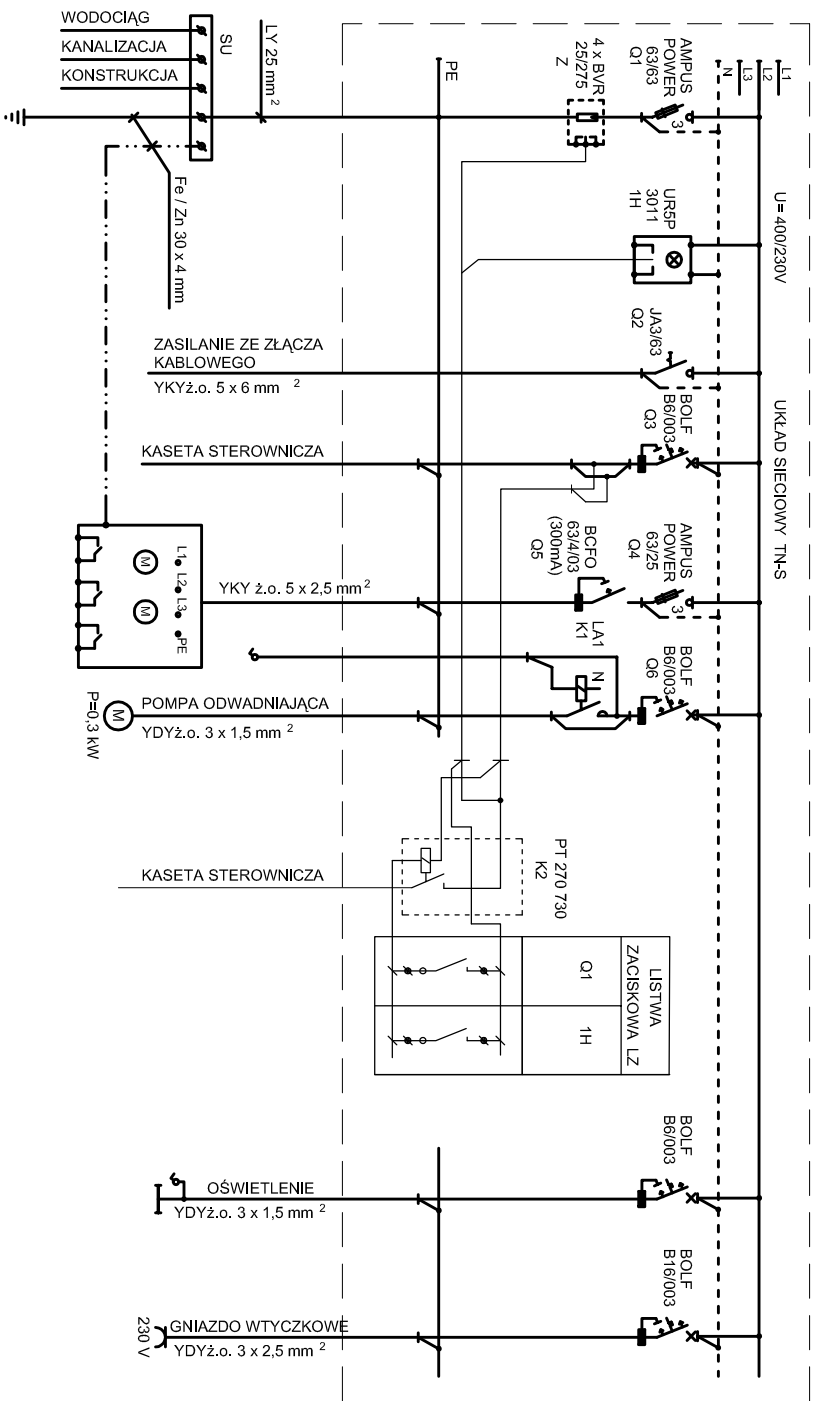 U= 400/230V
UKŁAD SIECIOWY TN-S
L1
L2
L3
N
AMPUS
POWER
63/63
Q1
3
UR5P
3011
1H
JA3/63
Q2
BOLF
B6/003
Q3
AMPUS
POWER
63/25
Q4
3
BOLF
B6/003
Q6
BOLF
B6/003
BOLF
B16/003
4 x BVR
25/275
Z
BCFO
63/4/03
(300mA)
Q5
LA1
K1
N
PT 270 730
K2
LISTWA
ZACISKOWA LZ
Q1
1H
PE
LY 25 mm 2
SU
WODOCIĄG
KANALIZACJA
KONSTRUKCJA
Fe / Zn 30 x 4 mm
ZASILANIE ZE ZŁĄCZA
KABLOWEGO
YKYż.o. 5 x 6 mm 2
KASETA STEROWNICZA
YKY ż.o. 5 x 2,5 mm 2
L1
L2
L3
PE
M
M
POMPA ODWADNIAJĄCA
YDYż.o. 3 x 1,5 mm 2
M
P=0,3 kW
KASETA STEROWNICZA
OŚWIETLENIE
YDYż.o. 3 x 1,5 mm 2
GNIAZDO WTYCZKOWE
YDYż.o. 3 x 2,5 mm 2
230 V